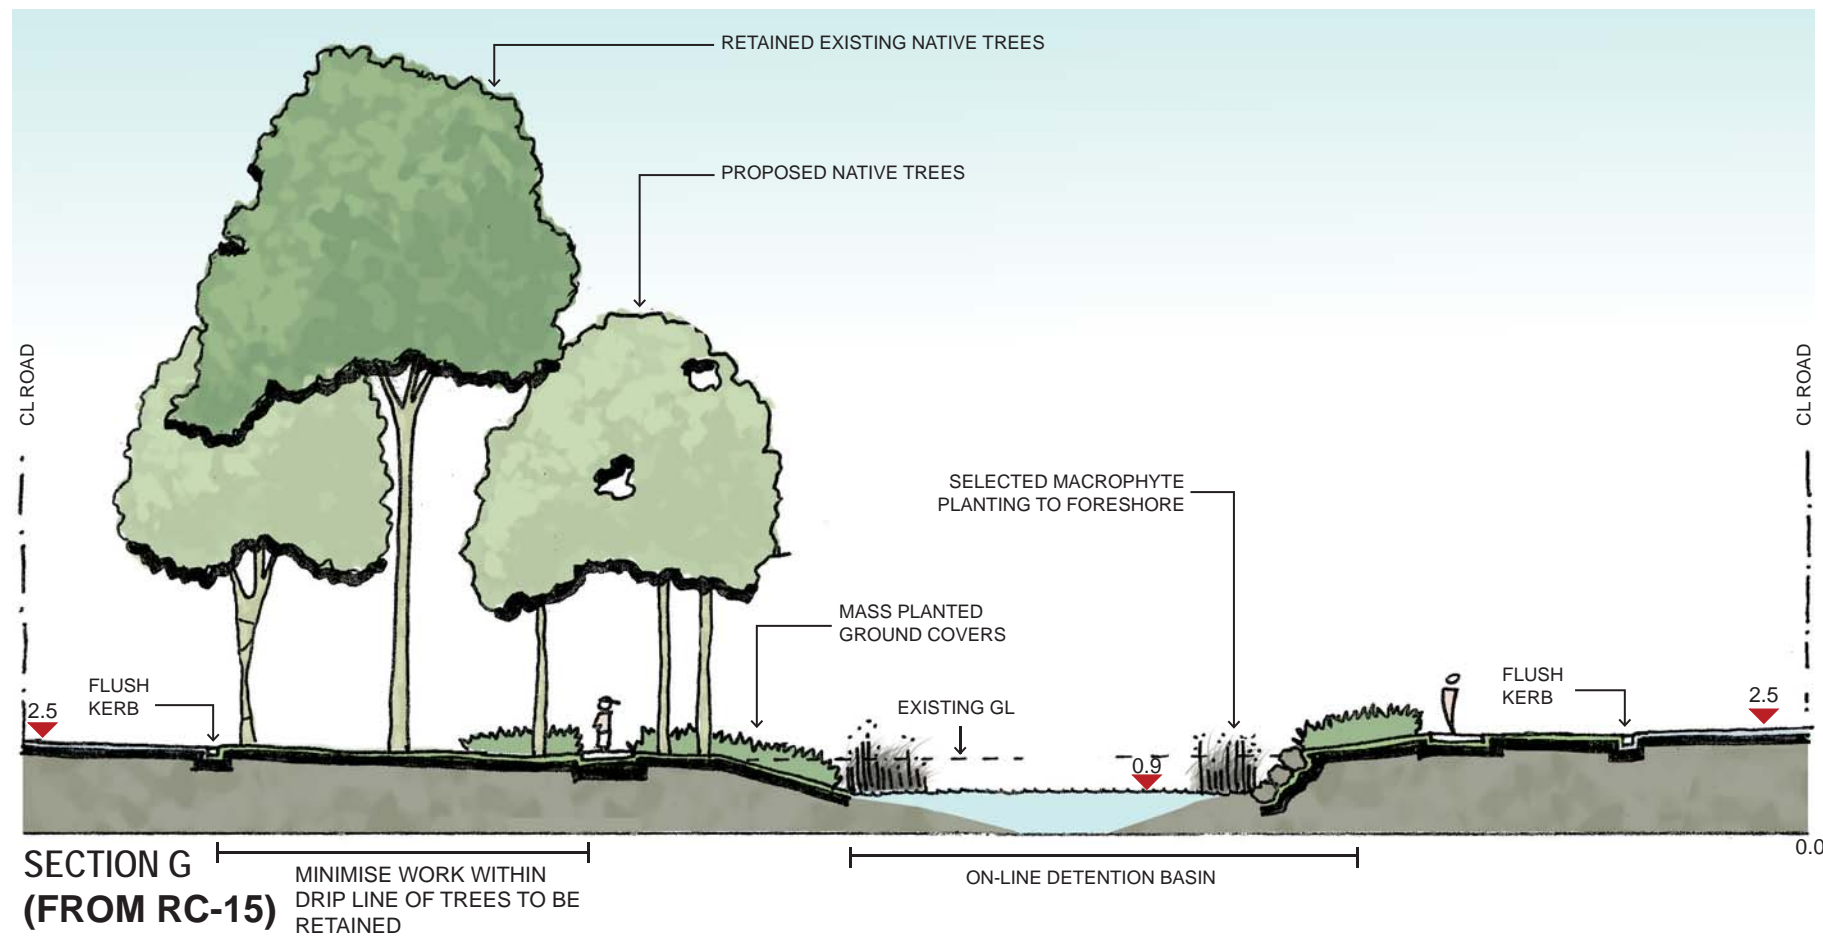 RETAINED EXISTING NATIVE TREES
PROPOSED NATIVE TREES
CL ROAD
CL ROAD
SELECTED MACROPHYTE
PLANTING TO FORESHORE
MASS PLANTED
GROUND COVERS
FLUSH
KERB
2.5
EXISTING GL
0.9
FLUSH
KERB
2.5
0.0
SECTION G
(FROM RC-15)
MINIMISE WORK WITHIN
DRIP LINE OF TREES TO BE
RETAINED
ON-LINE DETENTION BASIN